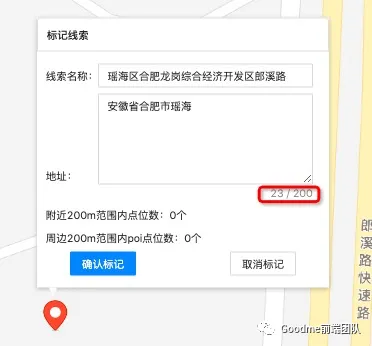 标记线索
线索名称：
瑶海区合肥龙岗综合经济开发区郎溪路
安徽省合肥市瑶海
地址：
23 / 200
附近200m范围内点位数：0个
周边200m范围内poi点位数：0个
确认标记
取消标记
郎溪路快速路
Goodme前端团队